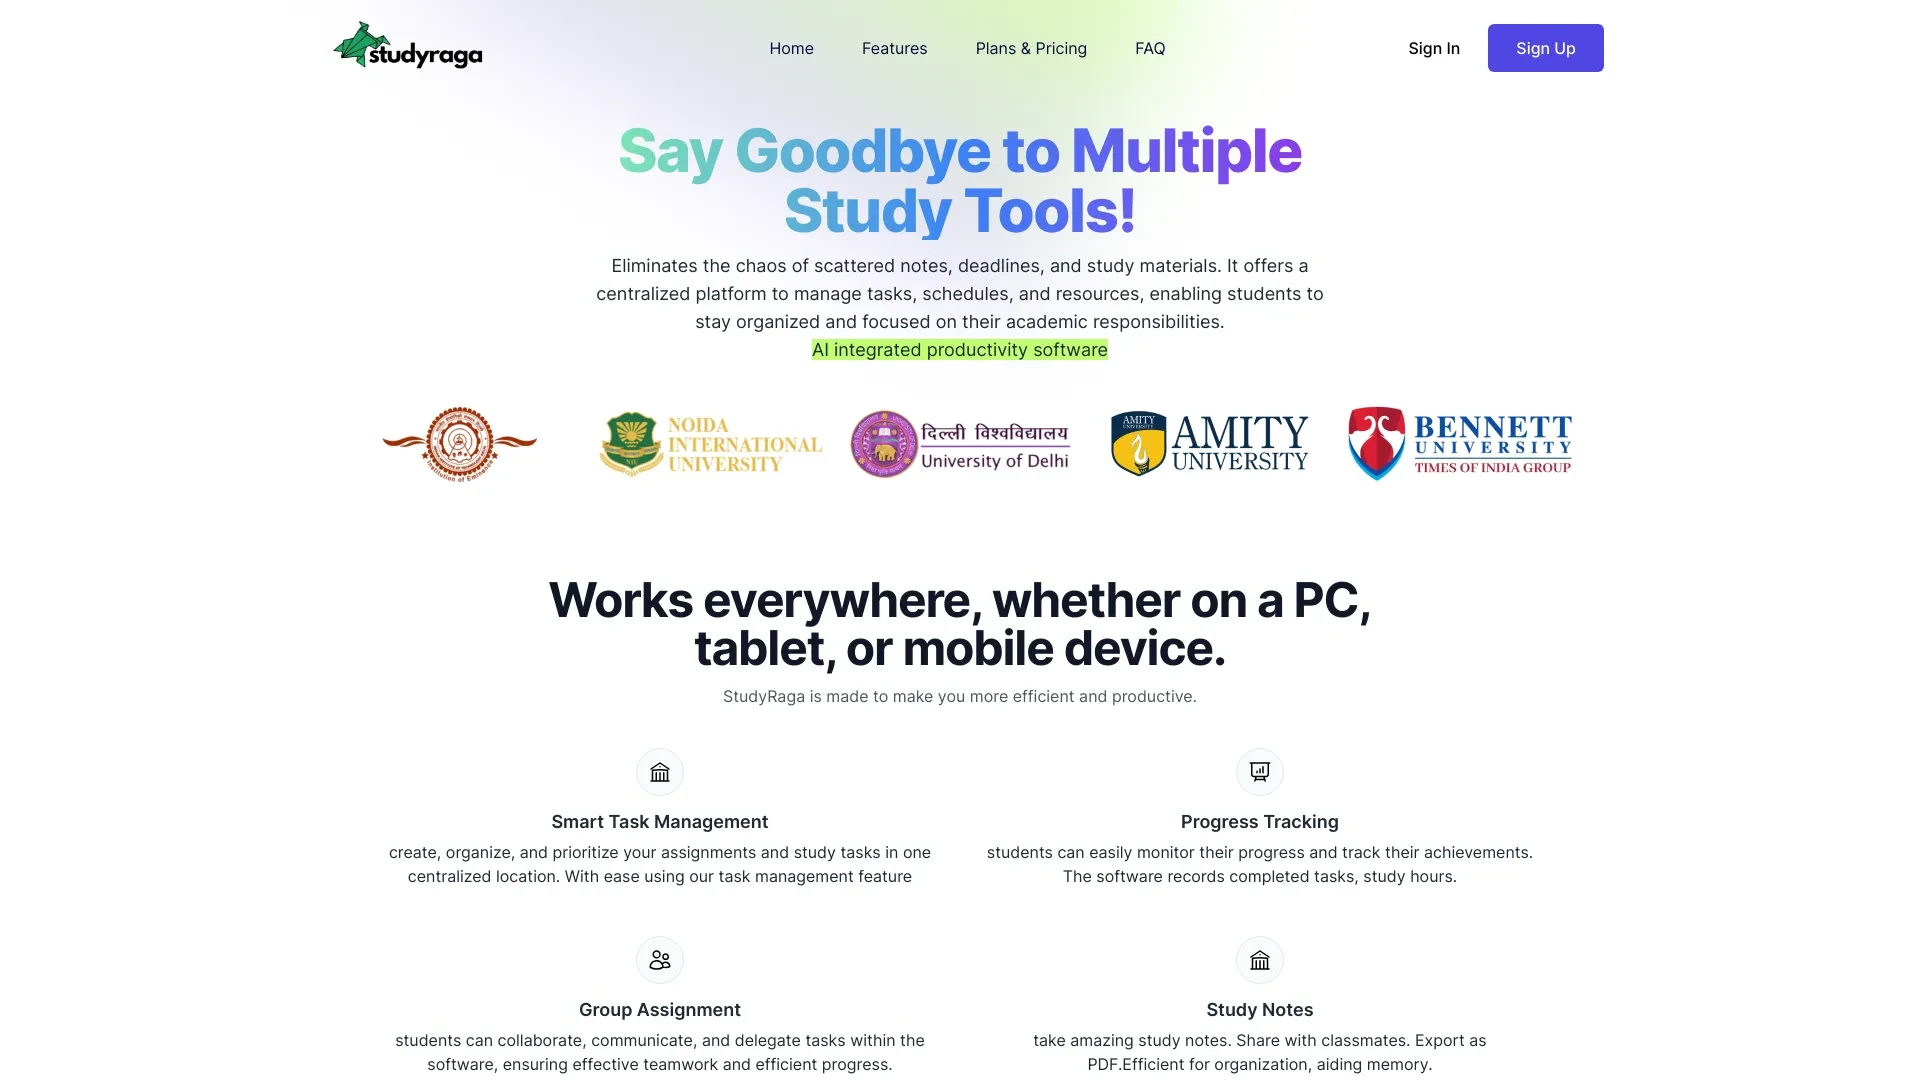 studyraga
Home
Features
Plans & Pricing
FAQ
Sign In
Sign Up
Say Goodbye to Multiple
Study Tools!
Eliminates the chaos of scattered notes, deadlines, and study materials. It offers a
centralized platform to manage tasks, schedules, and resources, enabling students to
stay organized and focused on their academic responsibilities.
AI integrated productivity software
Institution of Eminence
NOIDA
INTERNATIONAL
UNIVERSITY
दिल्ली विश्वविद्यालय
University of Delhi
AMITY
UNIVERSITY
AMITY
UNIVERSITY
BENNETT
UNIVERSITY
TIMES OF INDIA GROUP
Works everywhere, whether on a PC,
tablet, or mobile device.
StudyRaga is made to make you more efficient and productive.
Smart Task Management
create, organize, and prioritize your assignments and study tasks in one
centralized location. With ease using our task management feature
Progress Tracking
students can easily monitor their progress and track their achievements.
The software records completed tasks, study hours.
Group Assignment
students can collaborate, communicate, and delegate tasks within the
software, ensuring effective teamwork and efficient progress.
Study Notes
take amazing study notes. Share with classmates. Export as
PDF.Efficient for organization, aiding memory.